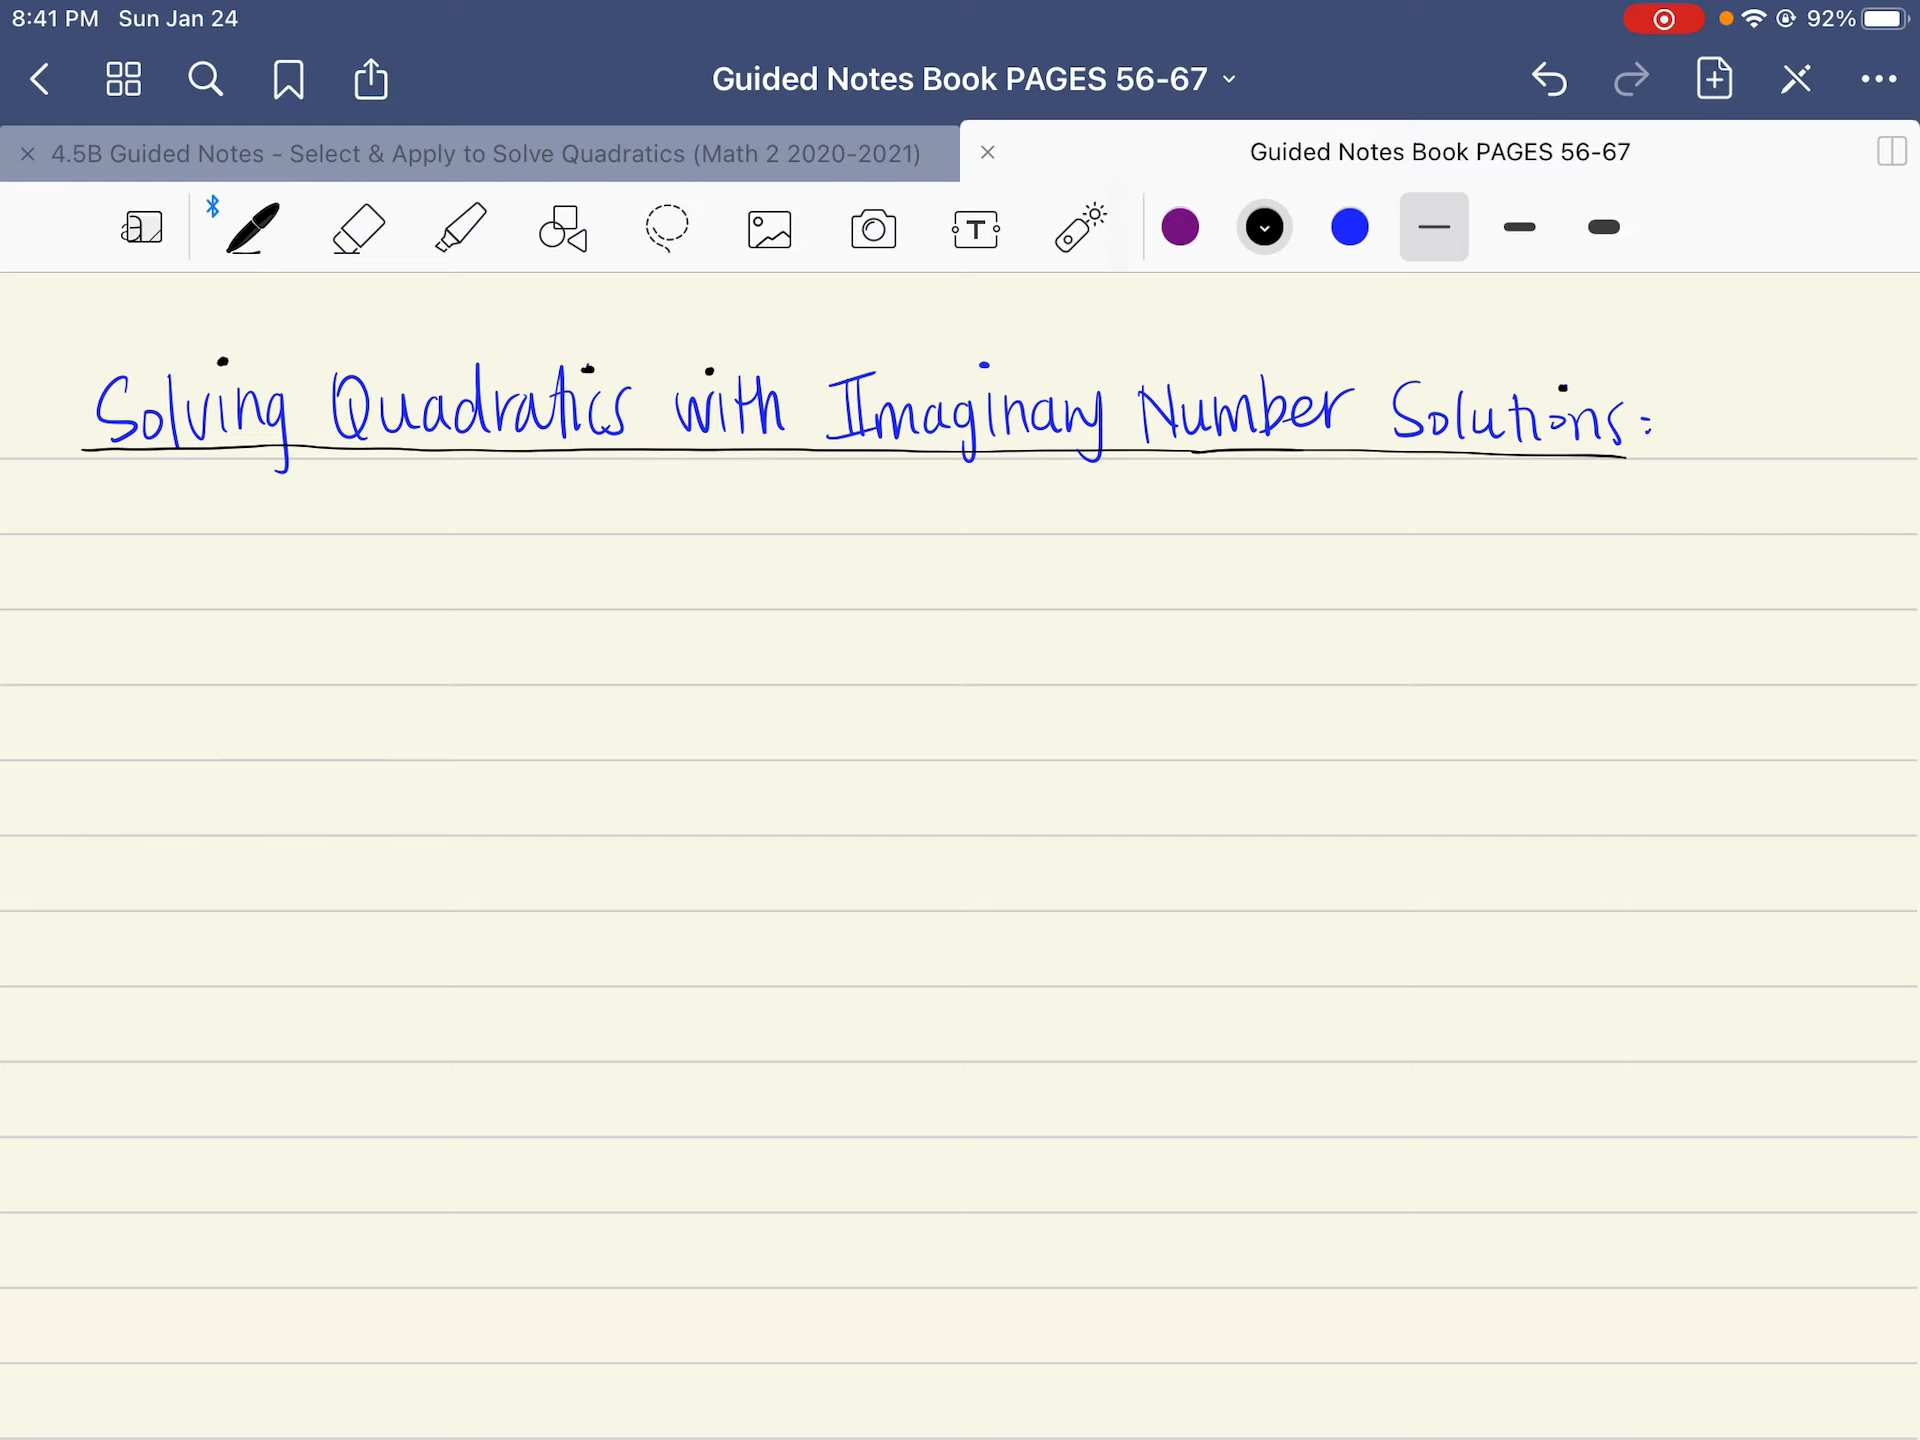 8:41 PM Sun Jan 24 92%
Guided Notes Book PAGES 56-67
4.5B Guided Notes - Select & Apply to Solve Quadratics (Math 2 2020-2021) Guided Notes Book PAGES 56-67
Solving Quadratics with Imaginary Number Solutions: